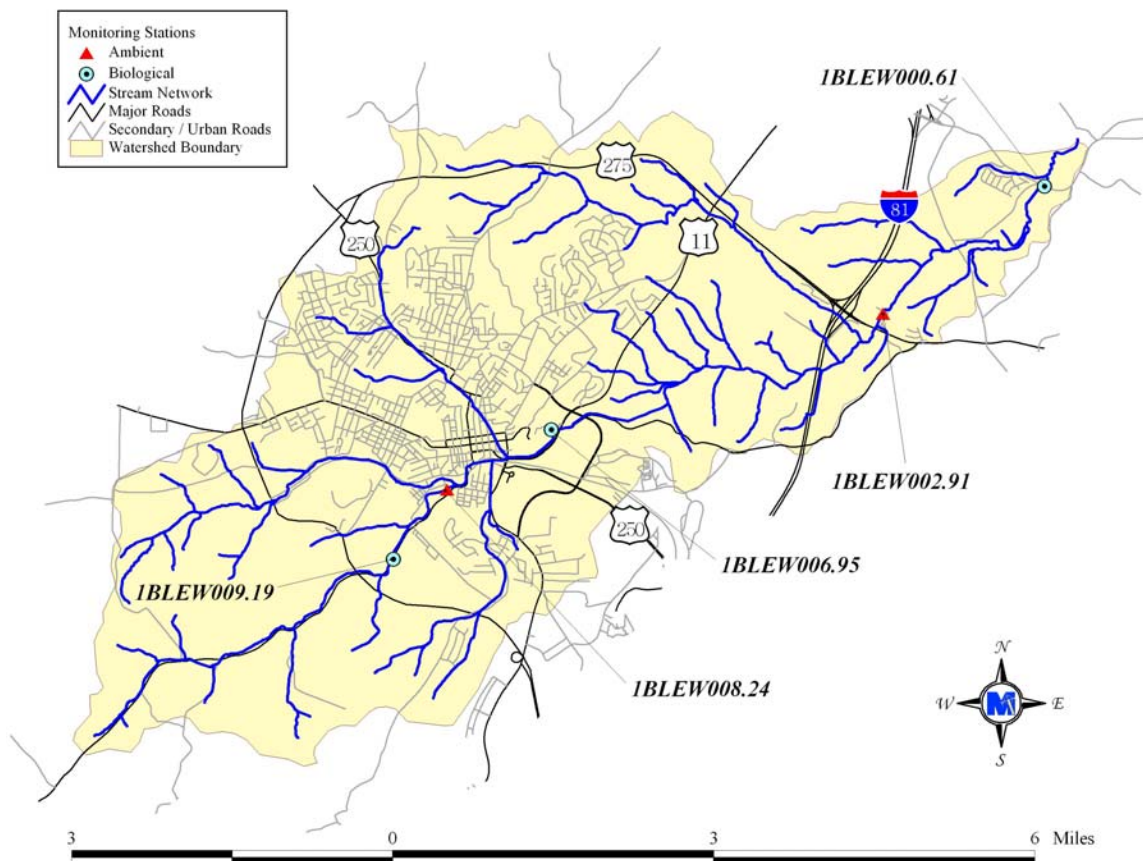 Monitoring Stations
Ambient
Biological
Stream Network
Major Roads
Secondary / Urban Roads
Watershed Boundary
1BLEW000.61
275
81
250
11
1BLEW002.91
250
1BLEW006.95
1BLEW009.19
1BLEW008.24
N
W
M
E
S
3 0 3 6 Miles